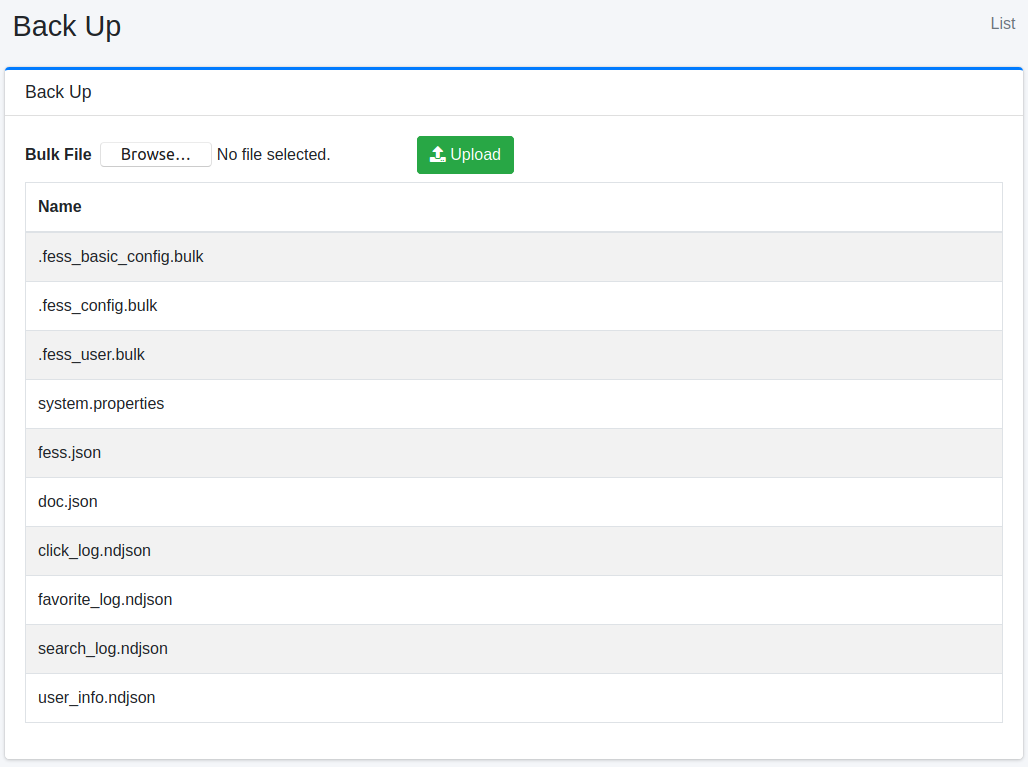 Back Up
List
Back Up
Bulk File Browse... No file selected. Upload
Name
.fess_basic_config.bulk
.fess_config.bulk
.fess_user.bulk
system.properties
fess.json
doc.json
click_log.ndjson
favorite_log.ndjson
search_log.ndjson
user_info.ndjson